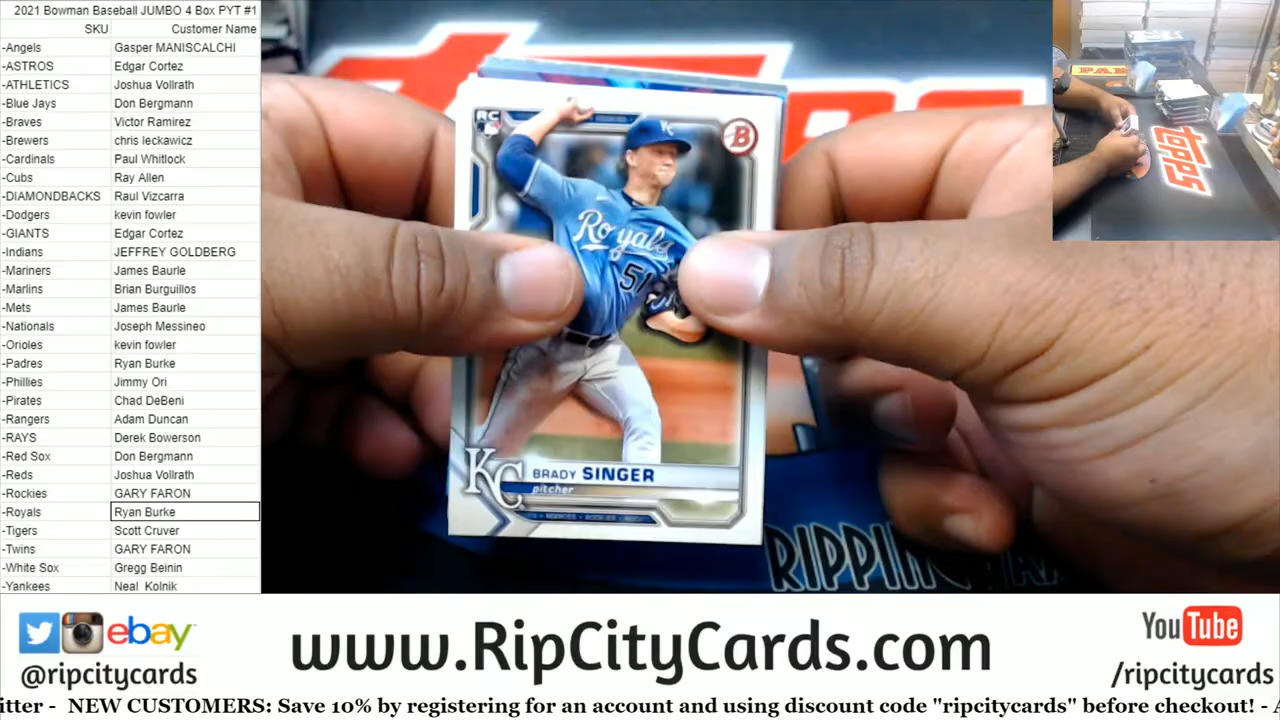 2021 Bowman Baseball JUMBO 4 Box PYT #1
SKU Customer Name
-Angels Gasper MANISCALCHI
-ASTROS Edgar Cortez
-ATHLETICS Joshua Vollrath
-Blue Jays Don Bergmann
-Braves Victor Ramirez
-Brewers chris leckawicz
-Cardinals Paul Whitlock
-Cubs Ray Allen
-DIAMONDBACKS Raul Vizcarra
-Dodgers kevin fowler
-GIANTS Edgar Cortez
-Indians JEFFREY GOLDBERG
-Mariners James Baurle
-Marlins Brian Burguillos
-Mets James Baurle
-Nationals Joseph Messineo
-Orioles kevin fowler
-Padres Ryan Burke
-Phillies Jimmy Ori
-Pirates Chad DeBeni
-Rangers Adam Duncan
-RAYS Derek Bowerson
-Red Sox Don Bergmann
-Reds Joshua Vollrath
-Rockies GARY FARON
-Royals Ryan Burke
-Tigers Scott Cruver
-Twins GARY FARON
-White Sox Gregg Beinin
-Yankees Neal Kolnik
RC
B
KC
Royals
51
KC
BRADY SINGER
pitcher
RIPPIN
topps
ebay
@ripcitycards
www.RipCityCards.com
YouTube
/ripcitycards
itter - NEW CUSTOMERS: Save 10% by registering for an account and using discount code "ripcitycards" before checkout! - A